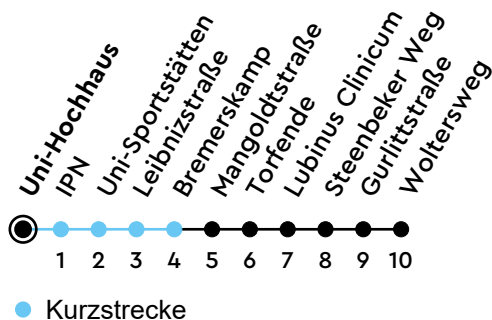 Uni-Hochhaus
IPN
Uni-Sportstätten
Leibnizstraße
Bremerskamp
Mangoldtstraße
Torfende
Lubinus Clinicum
Steenbeker Weg
Gurlittstraße
Woltersweg
1 2 3 4 5 6 7 8 9 10
Kurzstrecke